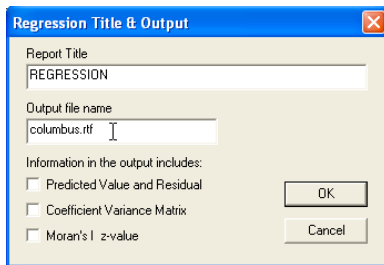 Regression Title & Output
Report Title
REGRESSION
Output file name
columbus.rtf
Information in the output includes:
Predicted Value and Residual
Coefficient Variance Matrix
Moran's I z-value
OK
Cancel